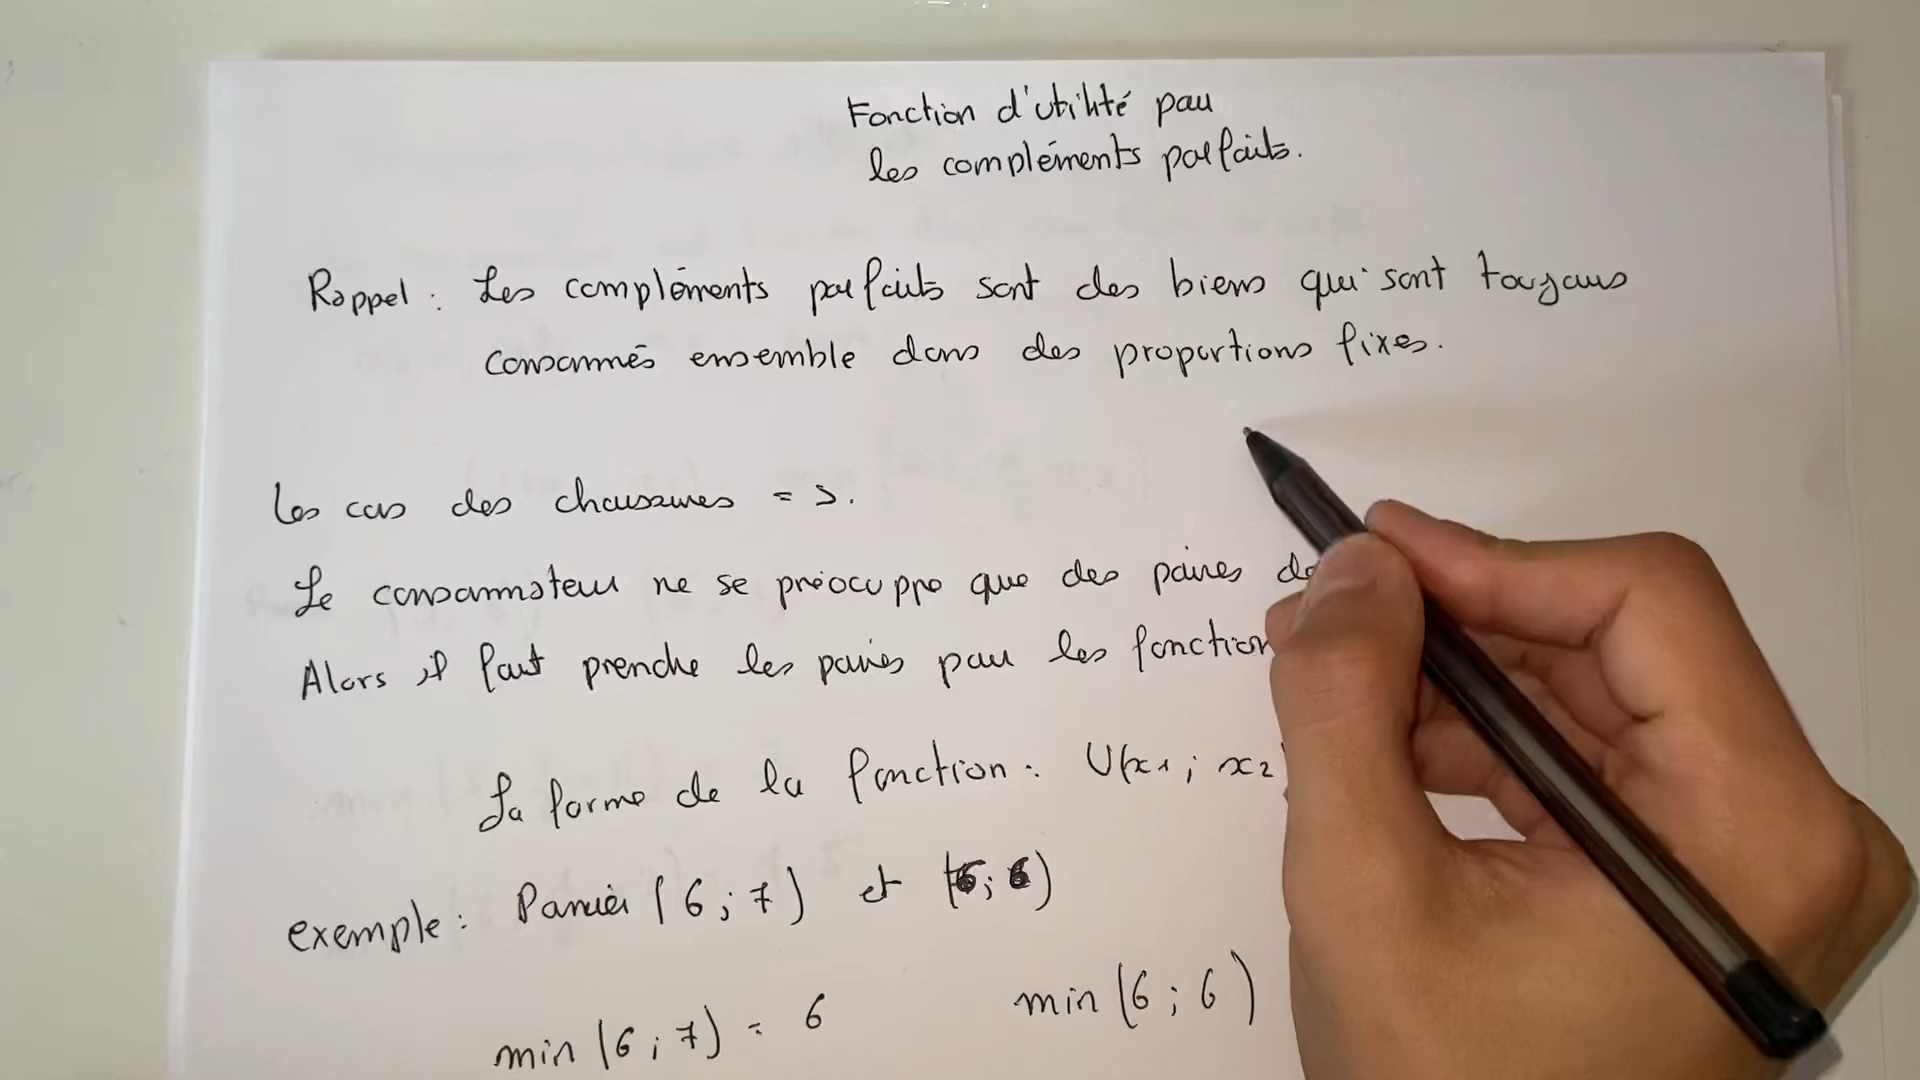 Fonction d'utilité pour
les compléments parfaits.
Rappel : Les compléments parfaits sont des biens qui sont toujours
consommés ensemble dans des proportions fixes.
Les cas des chaussures = >.
Le consommateur ne se préocuppe que des paires de
Alors il faut prendre les paires pour les fonction
La forme de la fonction : U(x1 ; x2)
exemple : Panier (6 ; 7) et (6 ; 6)
min (6 ; 7) = 6 min (6 ; 6)